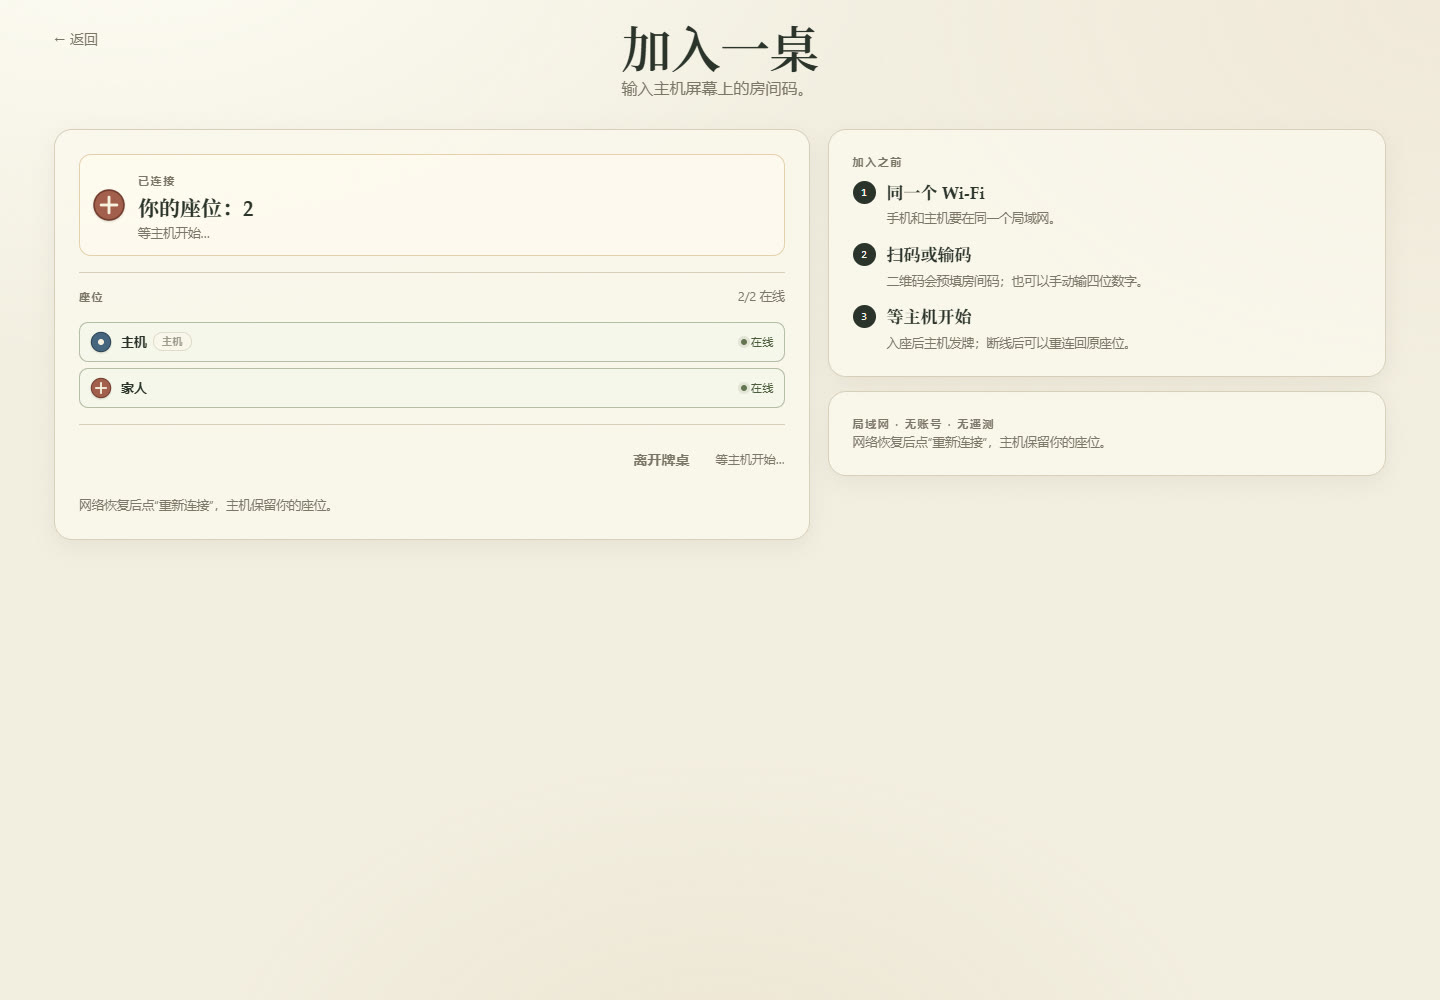 ← 返回
加入一桌
输入主机屏幕上的房间码。
已连接
你的座位：2
等主机开始...
座位
2/2 在线
主机 主机
在线
家人
在线
离开牌桌
等主机开始...
网络恢复后点“重新连接”，主机保留你的座位。
加入之前
1 同一个 Wi-Fi
手机和主机要在同一个局域网。
2 扫码或输码
二维码会预填房间码；也可以手动输四位数字。
3 等主机开始
入座后主机发牌；断线后可以重连回原座位。
局域网 · 无账号 · 无遥测
网络恢复后点“重新连接”，主机保留你的座位。